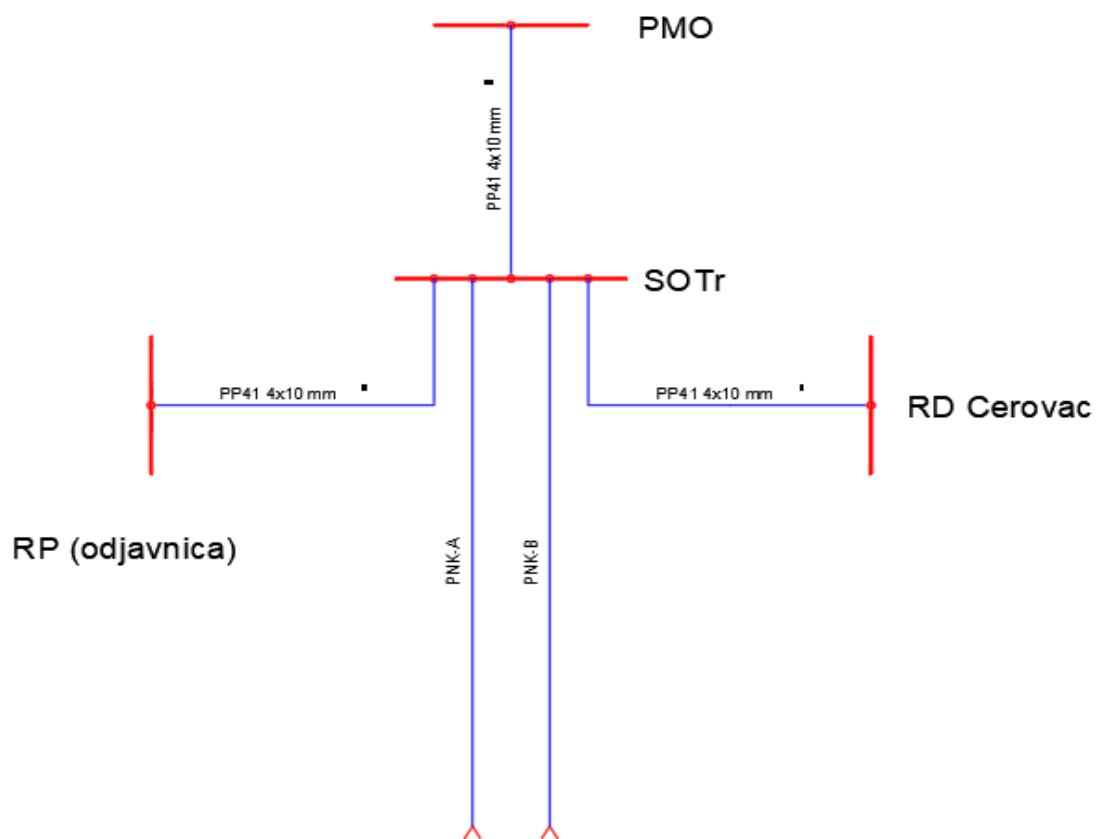 PMO
PP41 4x10 mm
SOTr
PP41 4x10 mm
PP41 4x10 mm
RD Cerovac
RP (odjavnica)
PNK-A
PNK-B